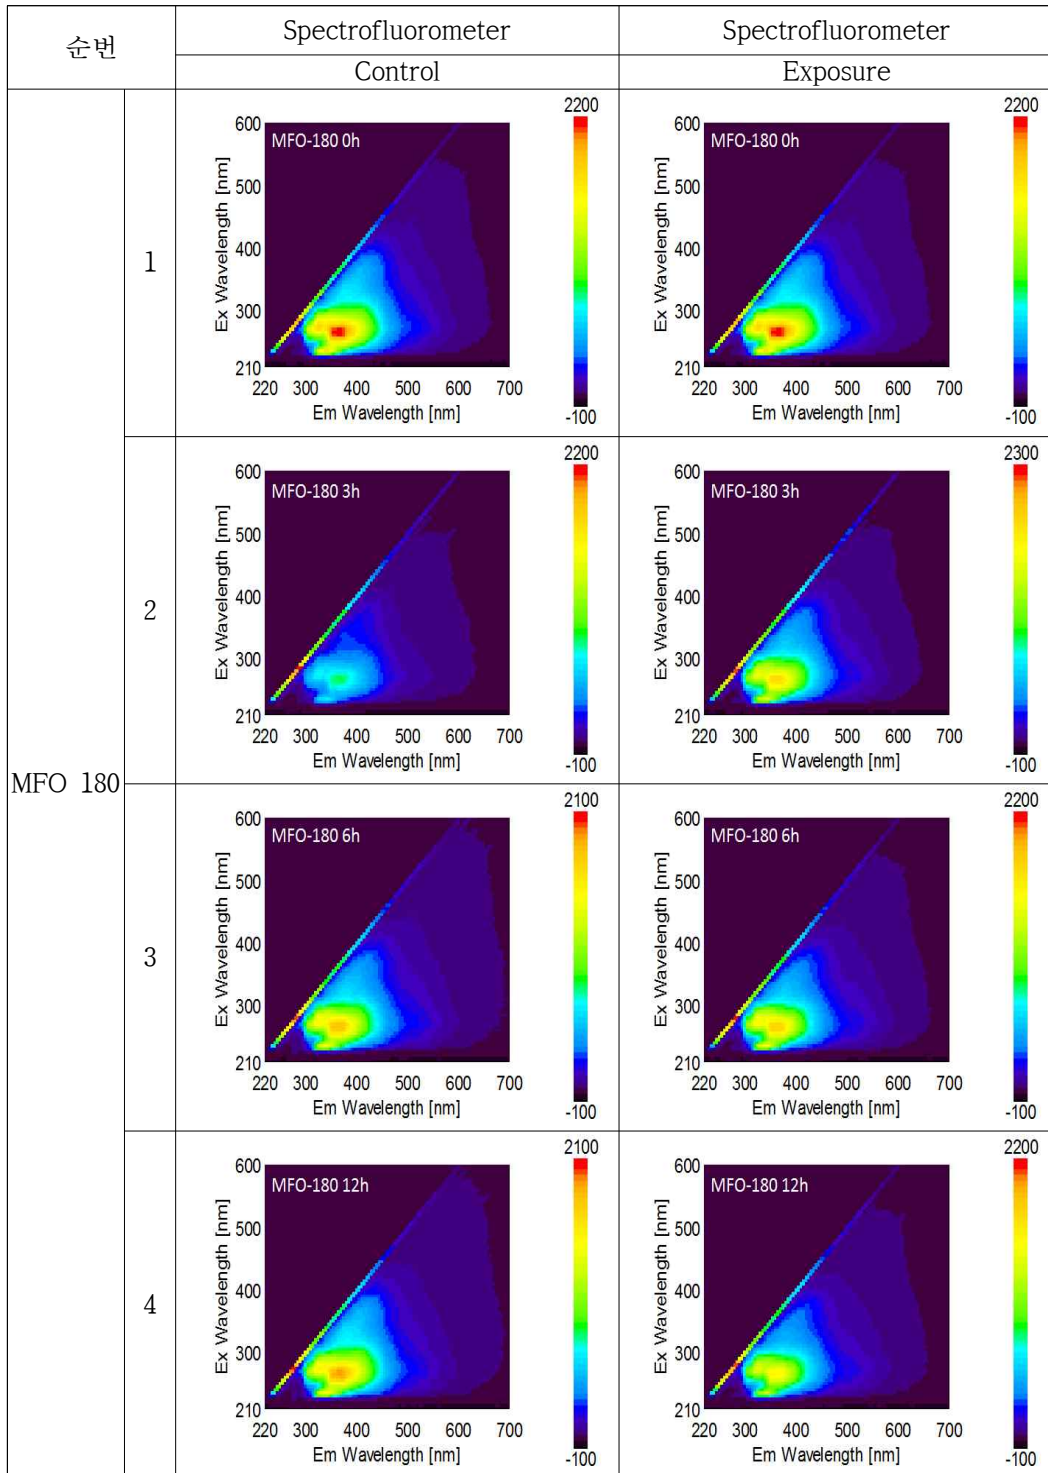 순번
Spectrofluorometer
Spectrofluorometer
Control
Exposure
MFO 180
1
MFO-180 0h
Ex Wavelength [nm]
600
500
400
300
210
220 300 400 500 600 700
Em Wavelength [nm]
2200
-100
MFO-180 0h
Ex Wavelength [nm]
600
500
400
300
210
220 300 400 500 600 700
Em Wavelength [nm]
2200
-100
2
MFO-180 3h
Ex Wavelength [nm]
600
500
400
300
210
220 300 400 500 600 700
Em Wavelength [nm]
2200
-100
MFO-180 3h
Ex Wavelength [nm]
600
500
400
300
210
220 300 400 500 600 700
Em Wavelength [nm]
2300
-100
3
MFO-180 6h
Ex Wavelength [nm]
600
500
400
300
210
220 300 400 500 600 700
Em Wavelength [nm]
2100
-100
MFO-180 6h
Ex Wavelength [nm]
600
500
400
300
210
220 300 400 500 600 700
Em Wavelength [nm]
2200
-100
4
MFO-180 12h
Ex Wavelength [nm]
600
500
400
300
210
220 300 400 500 600 700
Em Wavelength [nm]
2100
-100
MFO-180 12h
Ex Wavelength [nm]
600
500
400
300
210
220 300 400 500 600 700
Em Wavelength [nm]
2200
-100